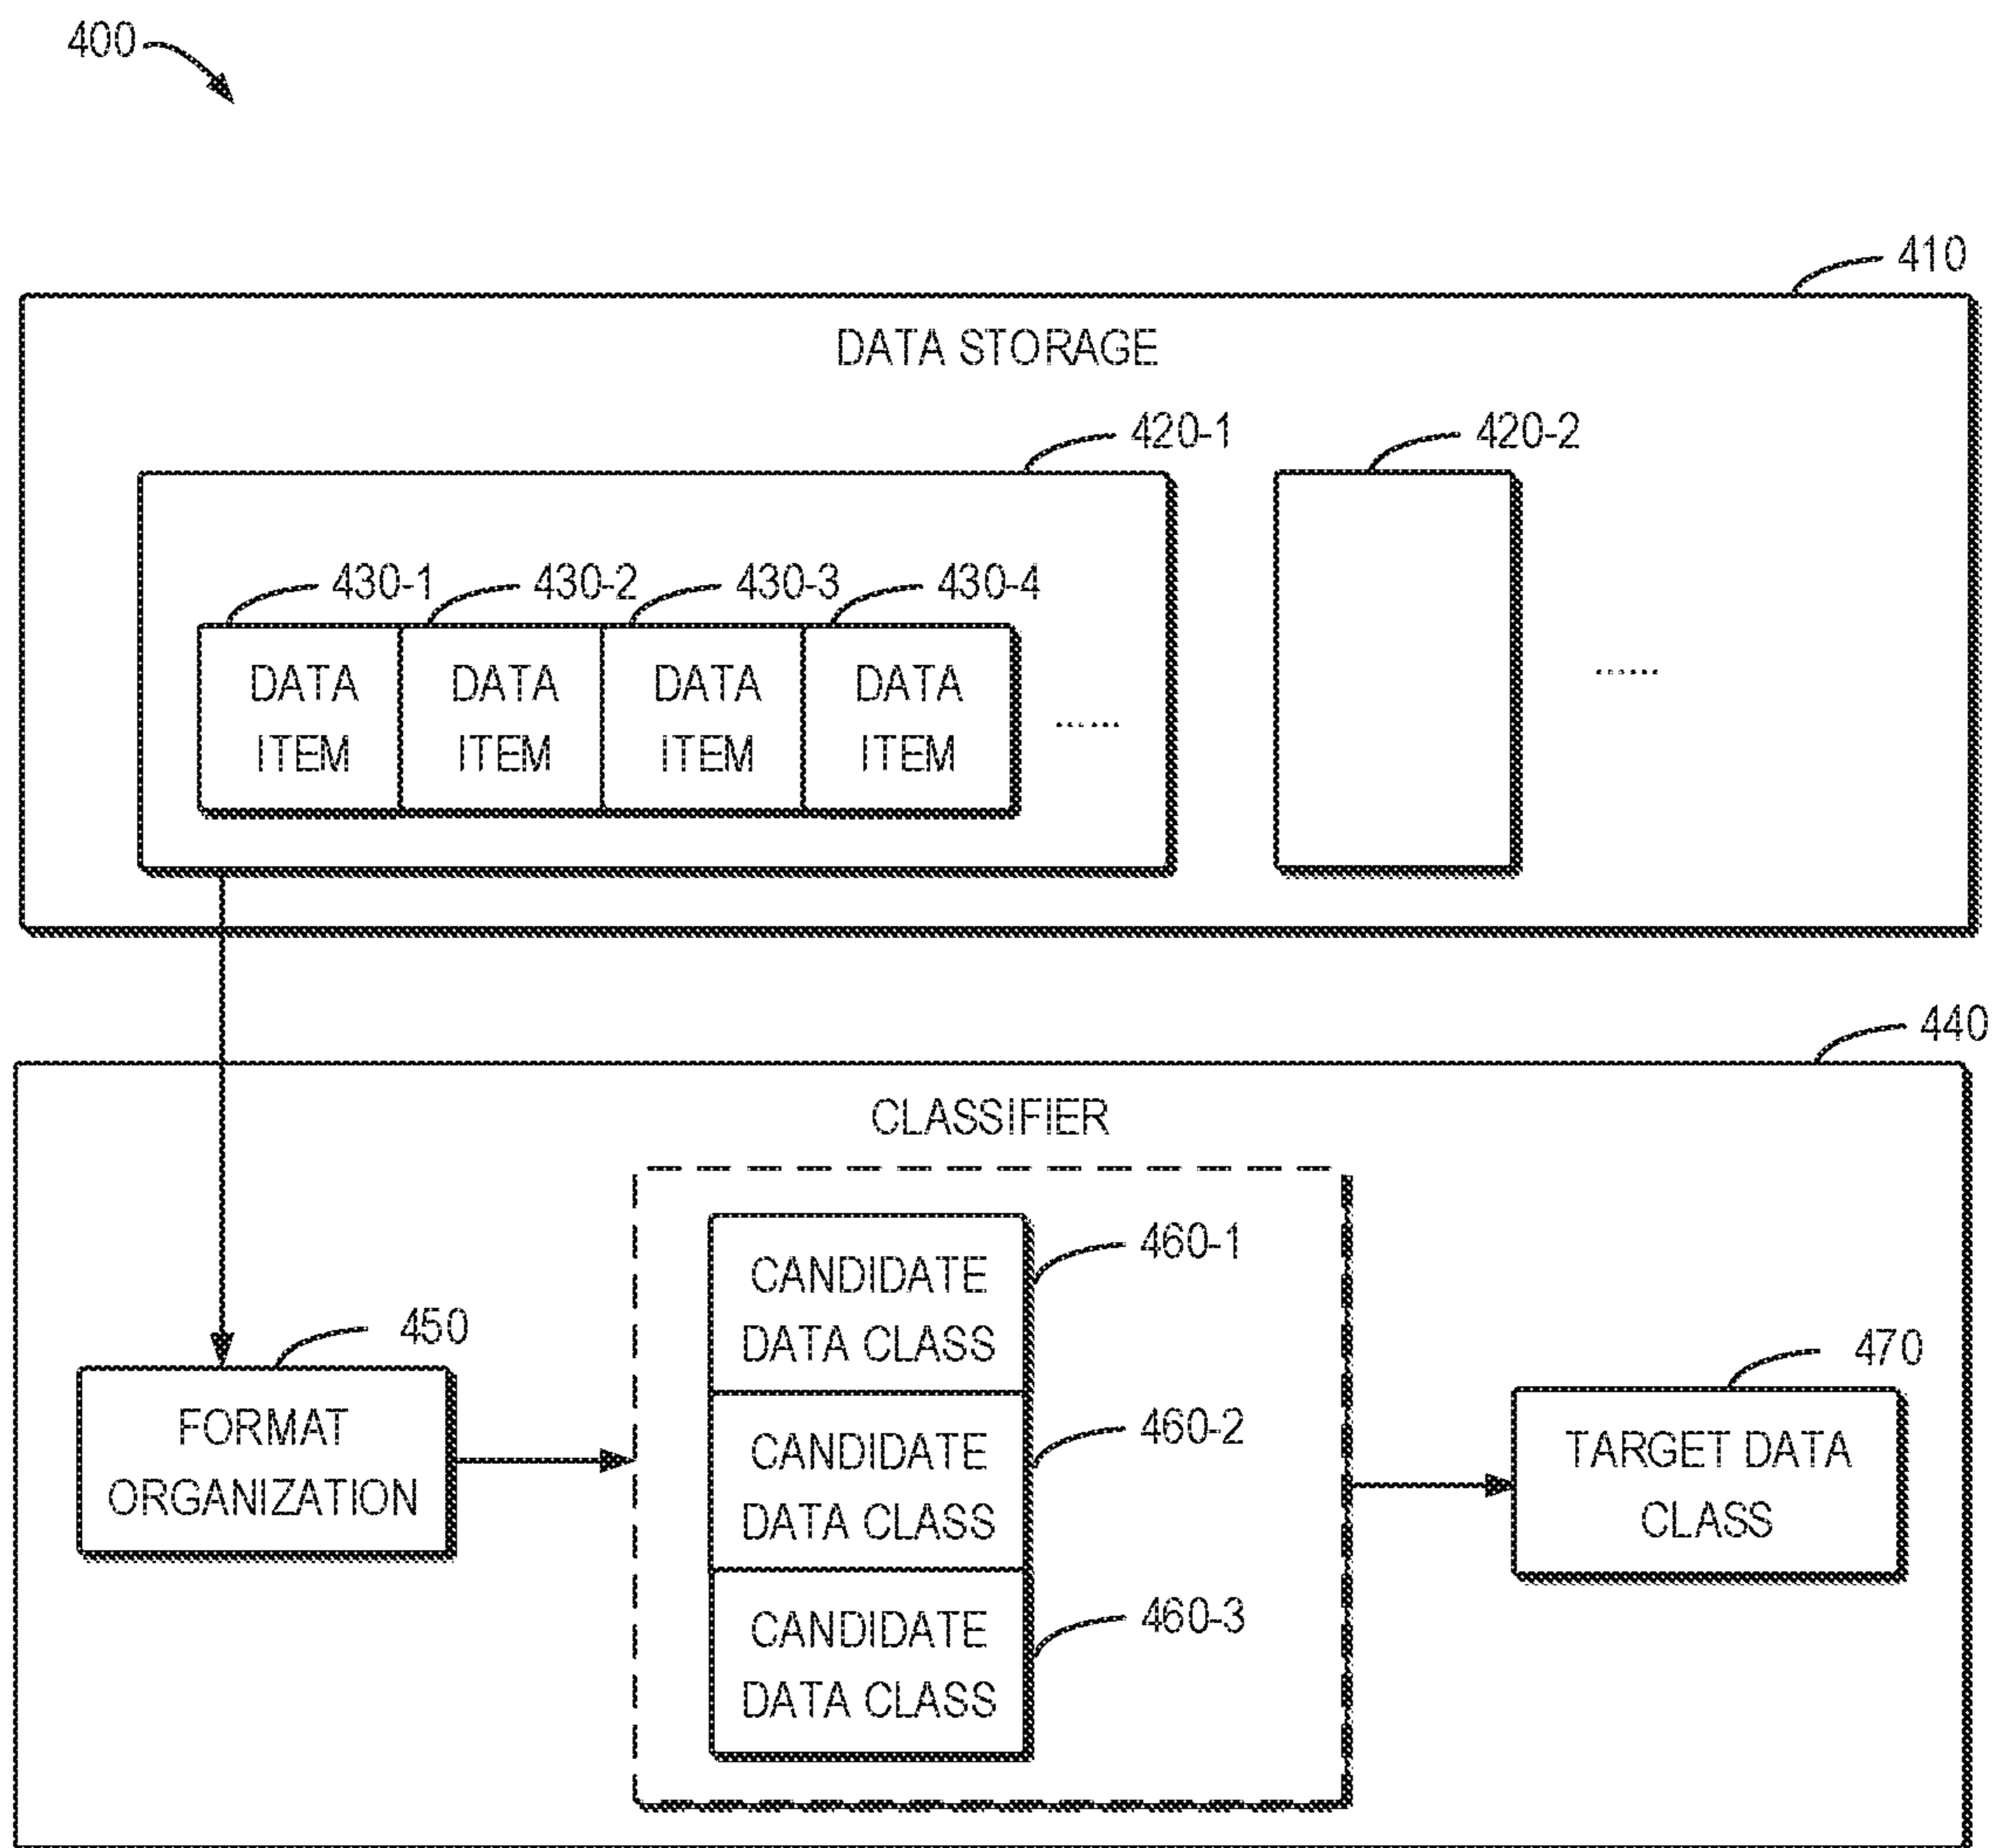 400
410
DATA STORAGE
420-1
420-2
430-1
430-2
430-3
430-4
DATA
ITEM
DATA
ITEM
DATA
ITEM
DATA
ITEM
......
......
440
CLASSIFIER
450
FORMAT
ORGANIZATION
460-1
CANDIDATE
DATA CLASS
460-2
CANDIDATE
DATA CLASS
460-3
CANDIDATE
DATA CLASS
470
TARGET DATA
CLASS